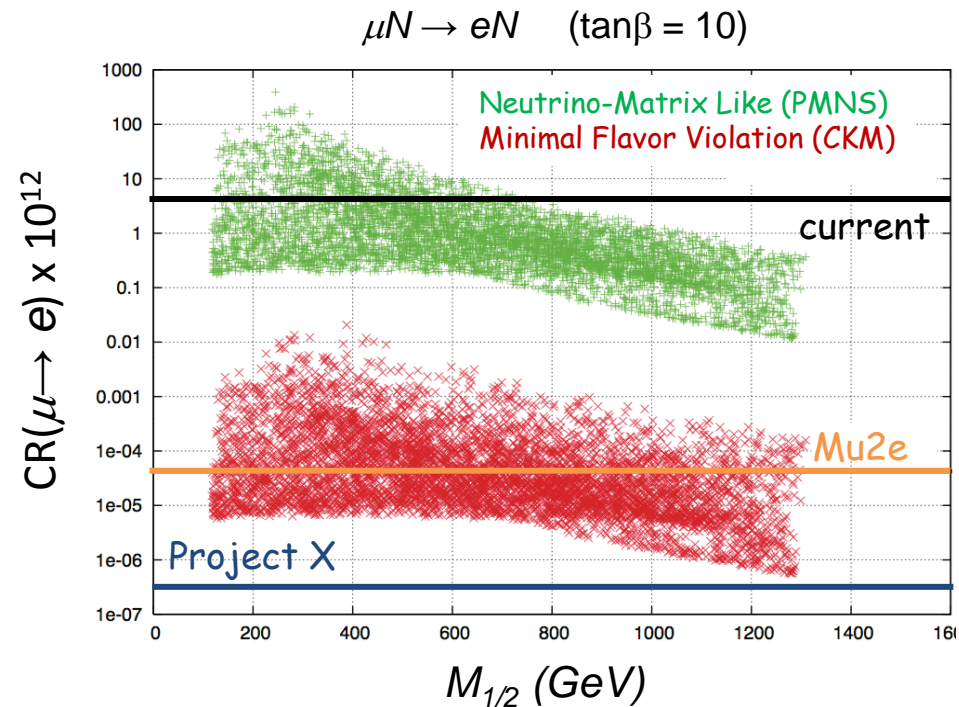 μN → eN (tanβ = 10)
1000
100
10
1
0.1
0.01
0.001
1e-04
1e-05
1e-06
1e-07
Neutrino-Matrix Like (PMNS)
Minimal Flavor Violation (CKM)
current
Mu2e
Project X
CR(μ→ e) x 10¹²
0 200 400 600 800 1000 1200 1400 160
M₁/₂ (GeV)